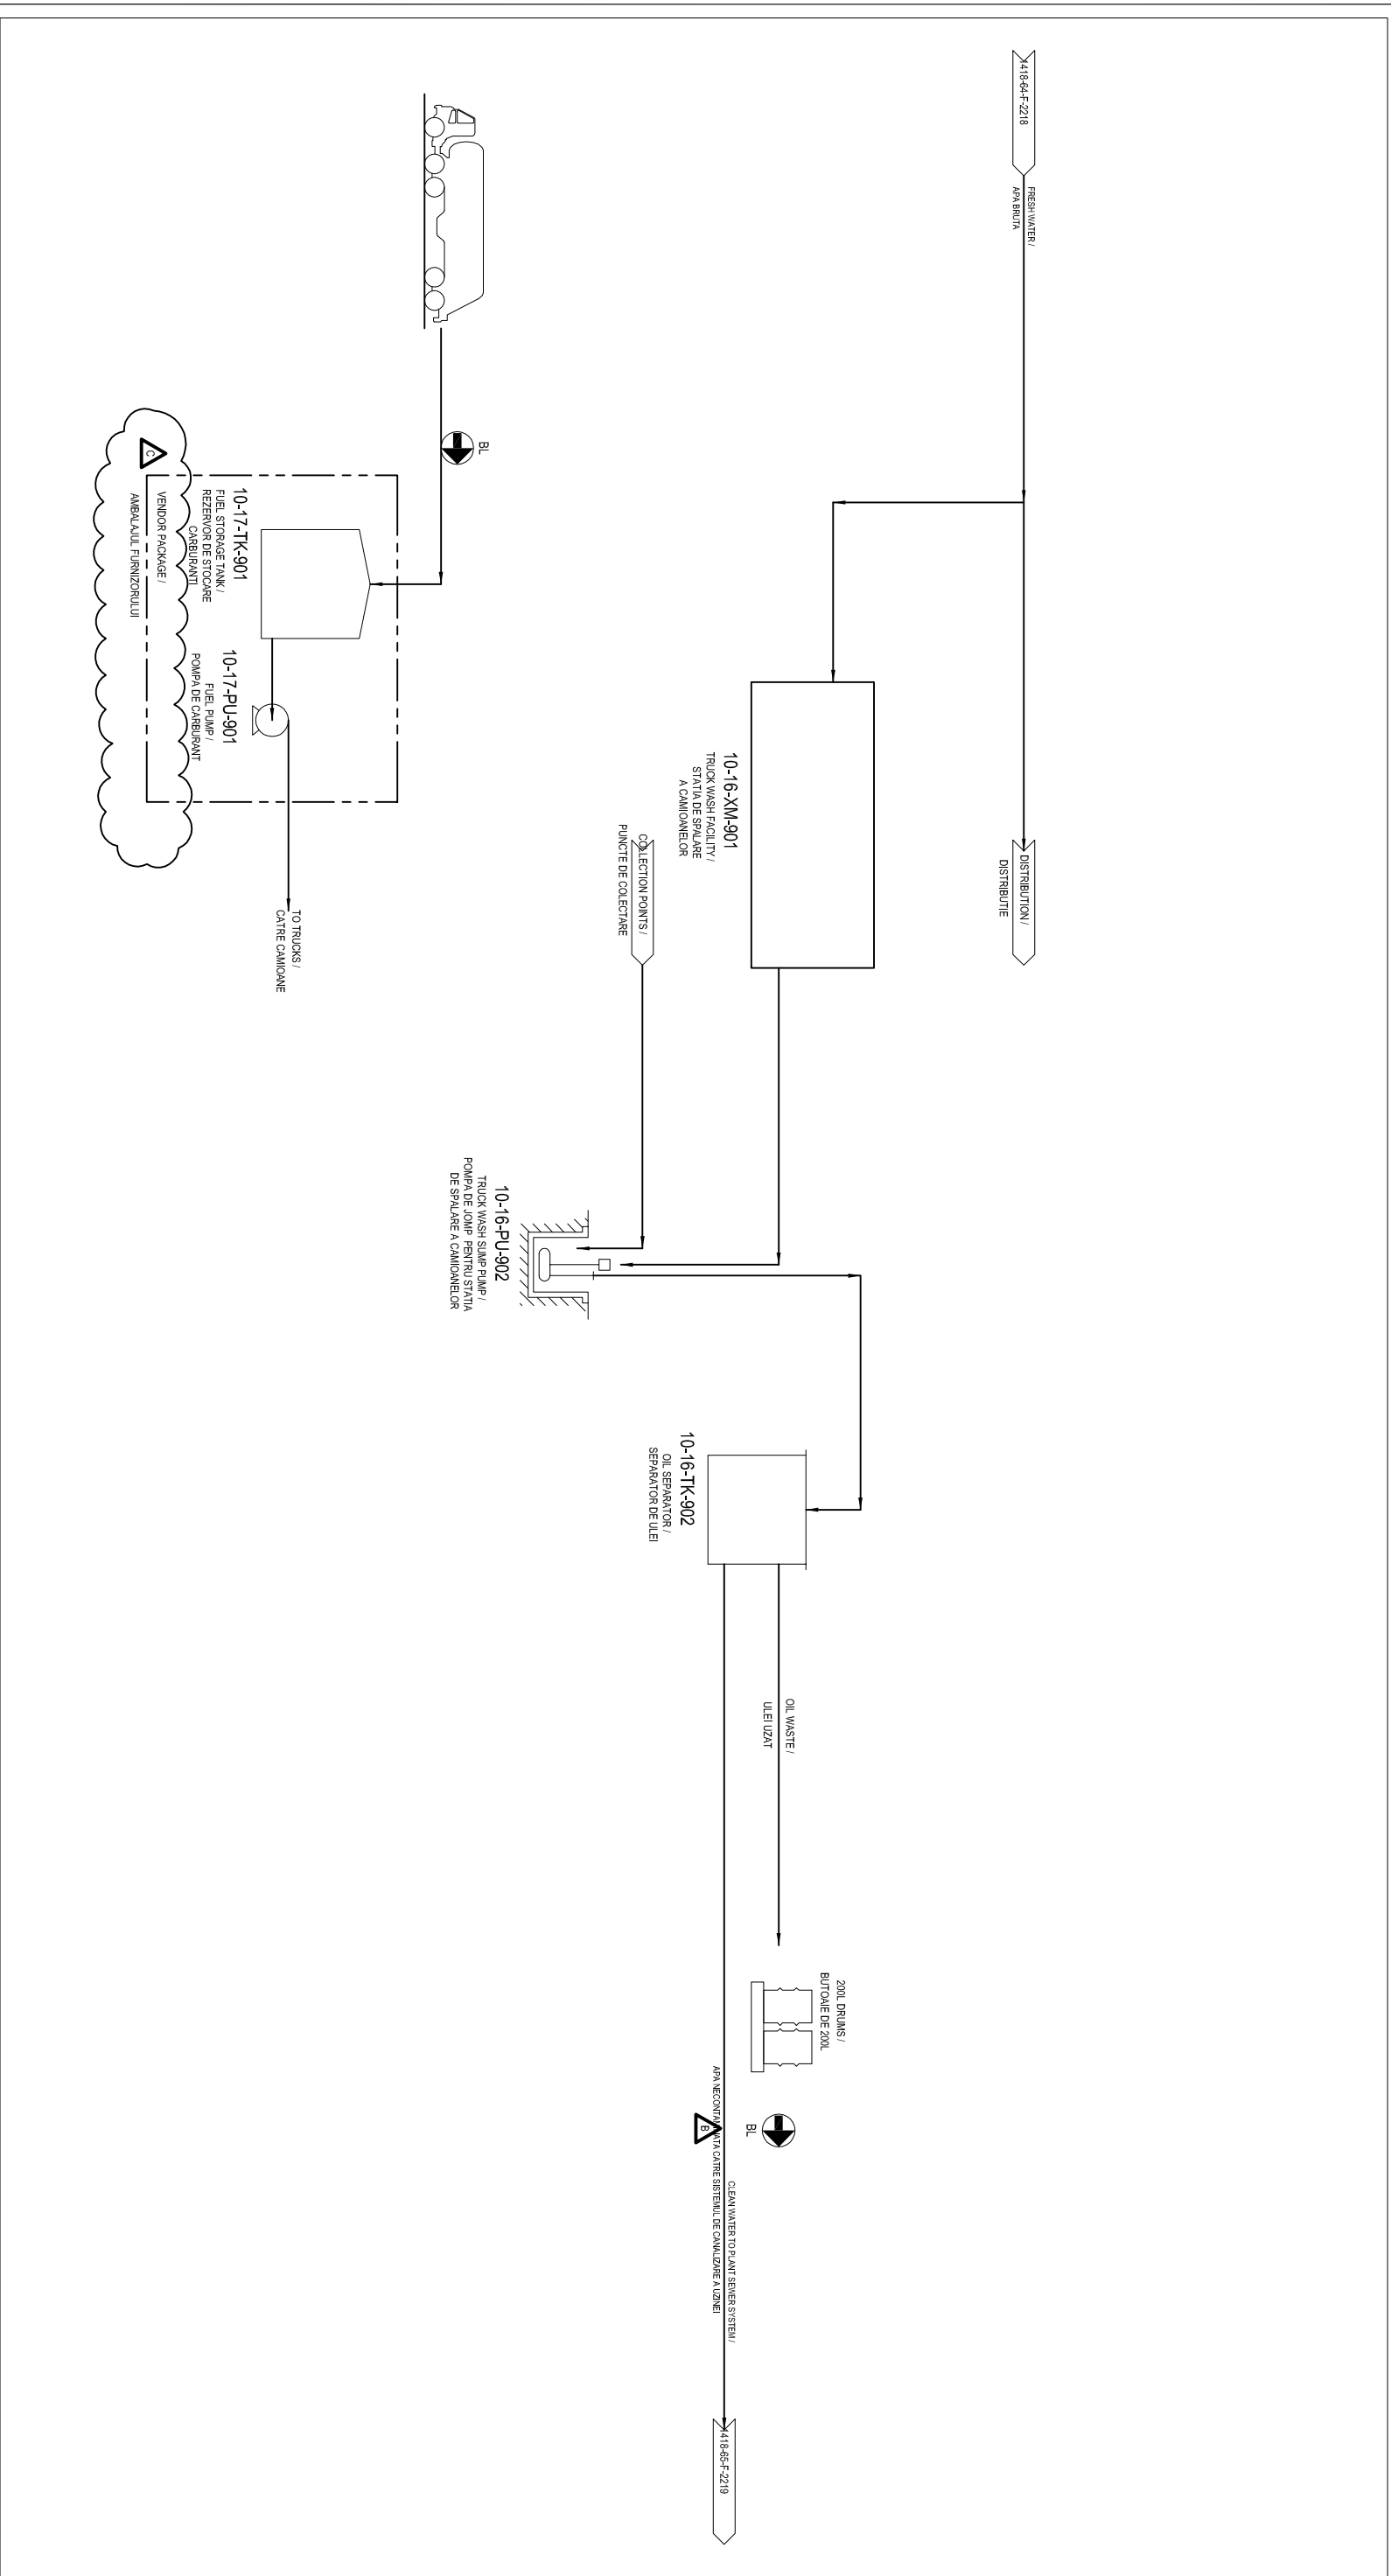 1418-64-F-2218
FRESH WATER /
APA BRUTA
DISTRIBUTION /
DISTRIBUTIE
10-16-XM-901
TRUCK WASH FACILITY /
STATIA DE SPALARE
A CAMIOANELOR
COLLECTION POINTS /
PUNCTE DE COLECTARE
10-16-PU-902
TRUCK WASH SUMP PUMP /
POMPA DE JOMP PENTRU STATIA
DE SPALARE A CAMIOANELOR
10-16-TK-902
OIL SEPARATOR /
SEPARATOR DE ULEI
OIL WASTE /
ULEI UZAT
200L DRUMS /
BUTOAIE DE 200L
BL
CLEAN WATER TO PLANT SEWER SYSTEM /
APA NECONTAMINATA CATRE SISTEMUL DE CANALIZARE A UZINEI
B
1418-65-F-2219
BL
10-17-TK-901
FUEL STORAGE TANK /
REZERVOR DE STOCARE
CARBURANTI
10-17-PU-901
FUEL PUMP /
POMPA DE CARBURANT
TO TRUCKS /
CATRE CAMIOANE
C
VENDOR PACKAGE /
AMBALAJUL FURNIZORULUI